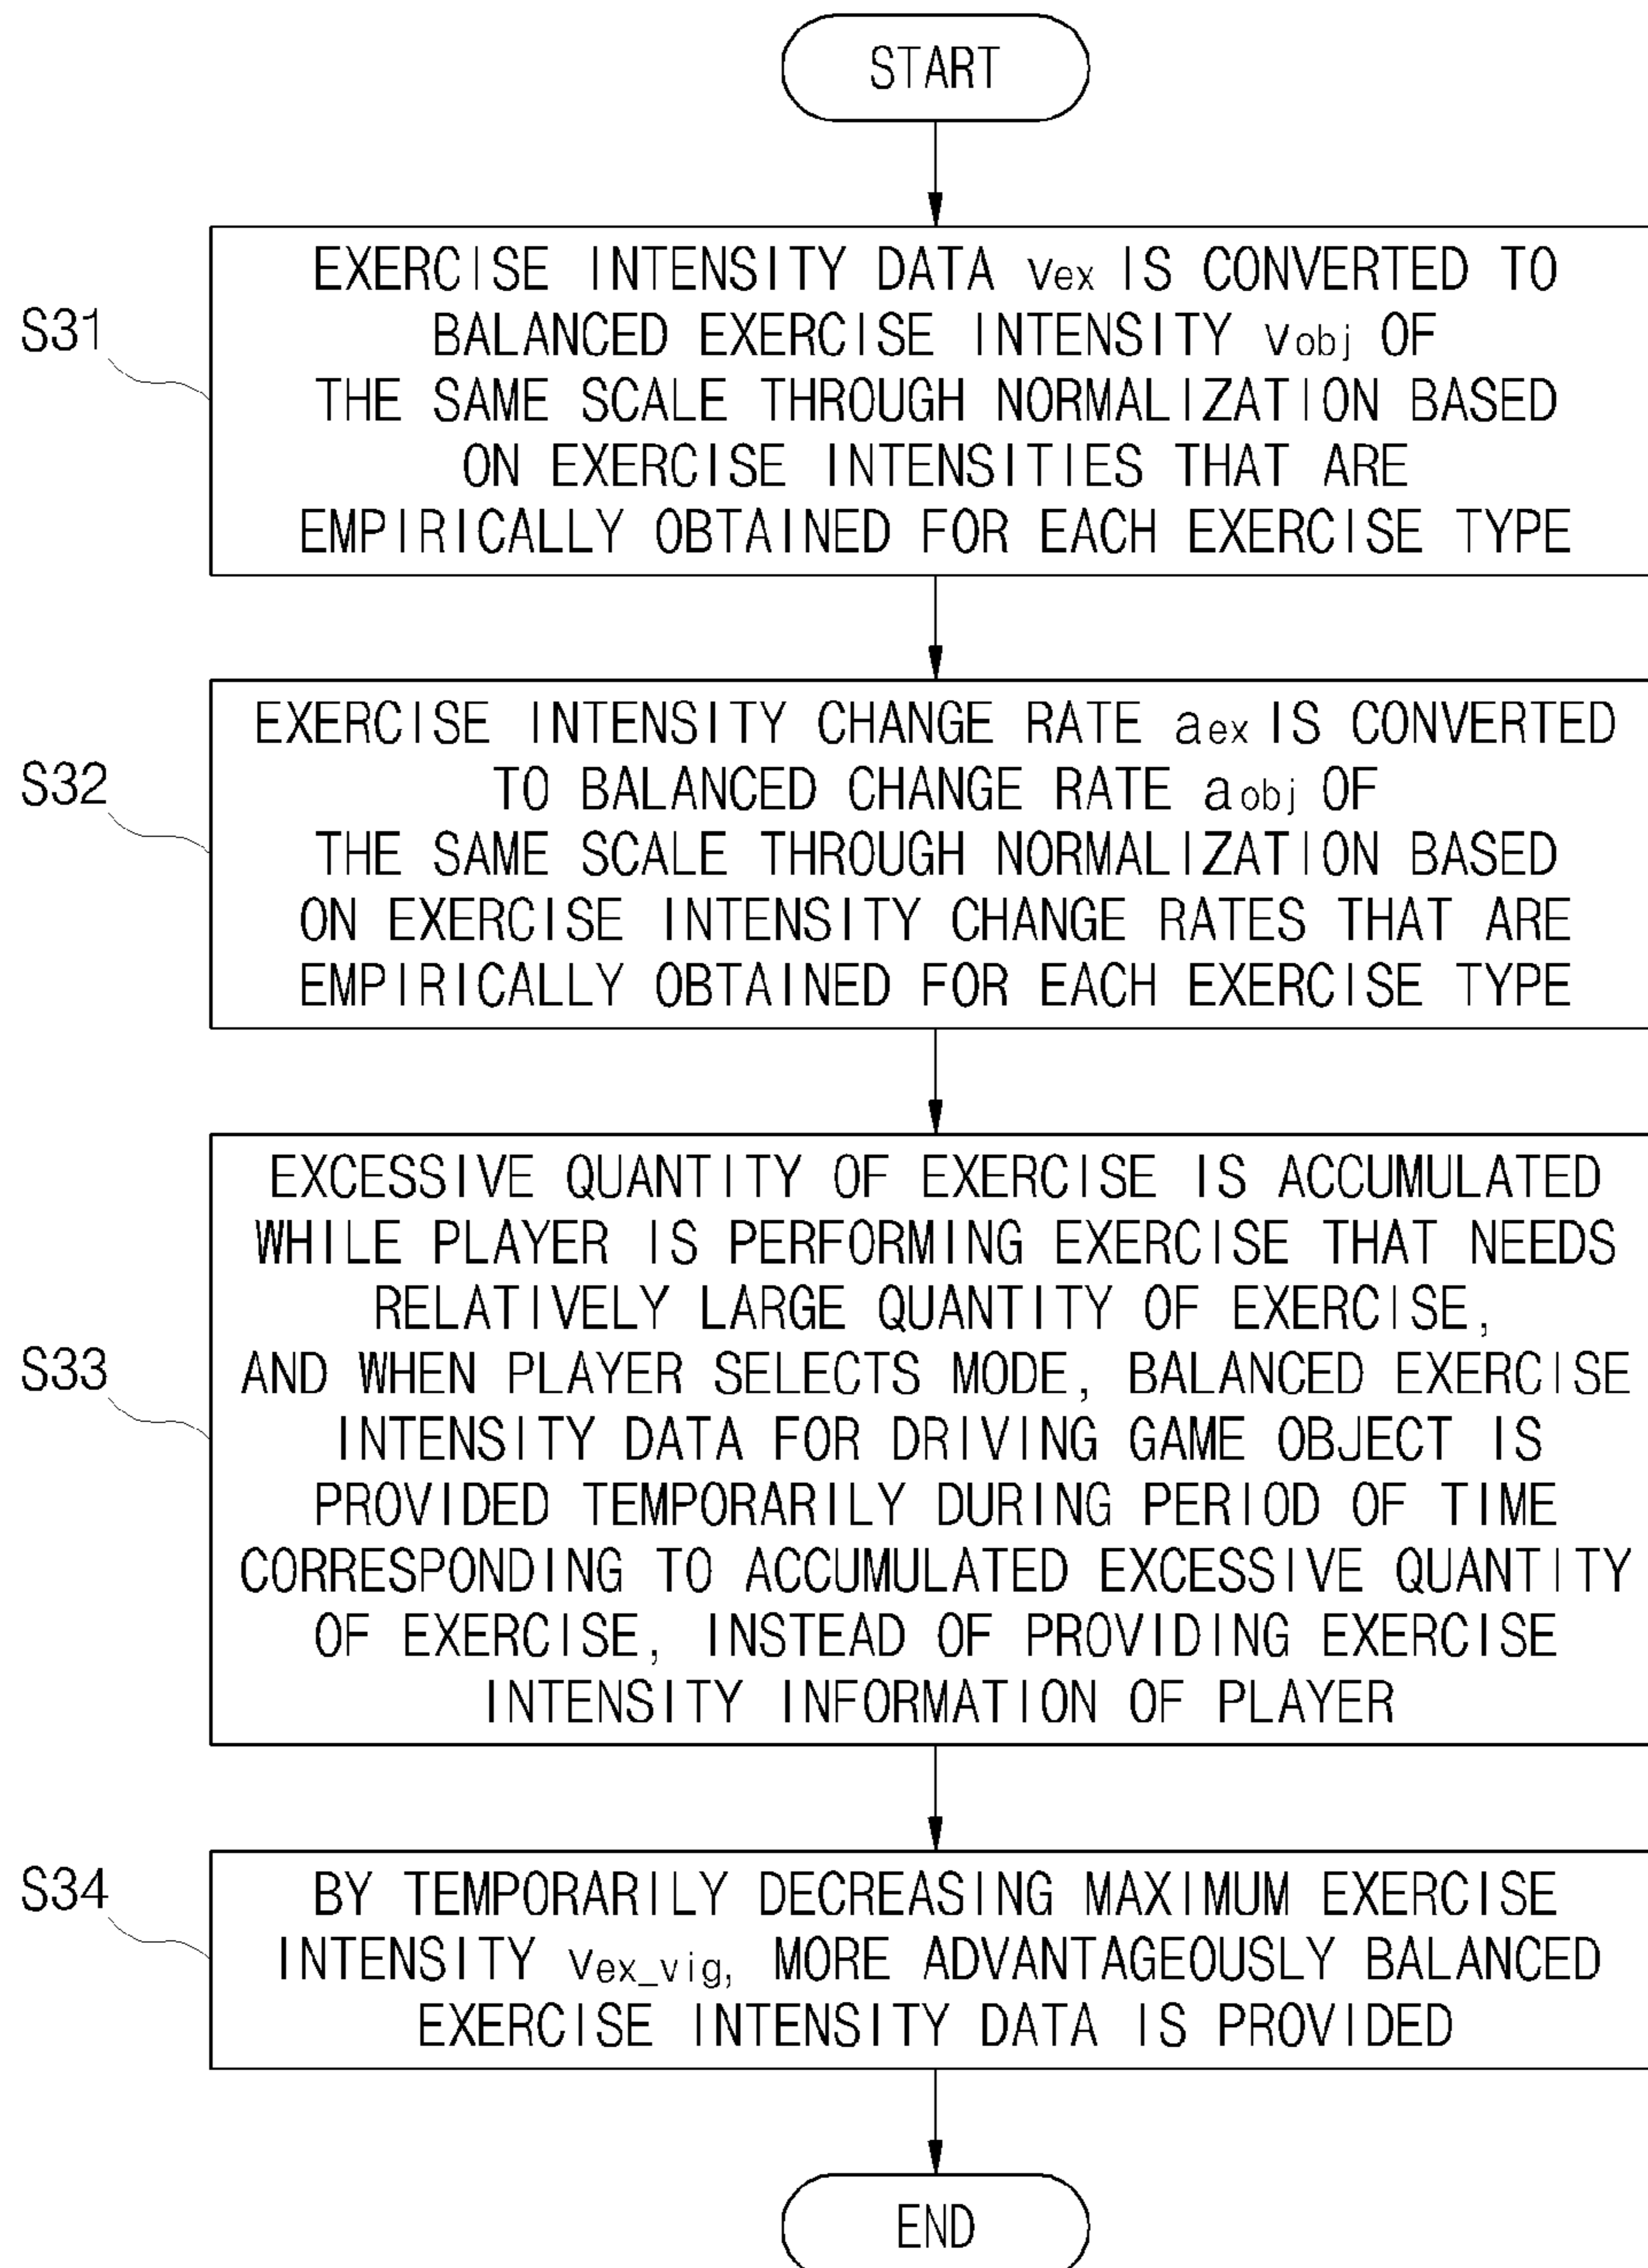 START
S31
EXERCISE INTENSITY DATA vex IS CONVERTED TO
BALANCED EXERCISE INTENSITY vobj OF
THE SAME SCALE THROUGH NORMALIZATION BASED
ON EXERCISE INTENSITIES THAT ARE
EMPIRICALLY OBTAINED FOR EACH EXERCISE TYPE
S32
EXERCISE INTENSITY CHANGE RATE aex IS CONVERTED
TO BALANCED CHANGE RATE aobj OF
THE SAME SCALE THROUGH NORMALIZATION BASED
ON EXERCISE INTENSITY CHANGE RATES THAT ARE
EMPIRICALLY OBTAINED FOR EACH EXERCISE TYPE
S33
EXCESSIVE QUANTITY OF EXERCISE IS ACCUMULATED
WHILE PLAYER IS PERFORMING EXERCISE THAT NEEDS
RELATIVELY LARGE QUANTITY OF EXERCISE,
AND WHEN PLAYER SELECTS MODE, BALANCED EXERCISE
INTENSITY DATA FOR DRIVING GAME OBJECT IS
PROVIDED TEMPORARILY DURING PERIOD OF TIME
CORRESPONDING TO ACCUMULATED EXCESSIVE QUANTITY
OF EXERCISE, INSTEAD OF PROVIDING EXERCISE
INTENSITY INFORMATION OF PLAYER
S34
BY TEMPORARILY DECREASING MAXIMUM EXERCISE
INTENSITY vex_vig, MORE ADVANTAGEOUSLY BALANCED
EXERCISE INTENSITY DATA IS PROVIDED
END